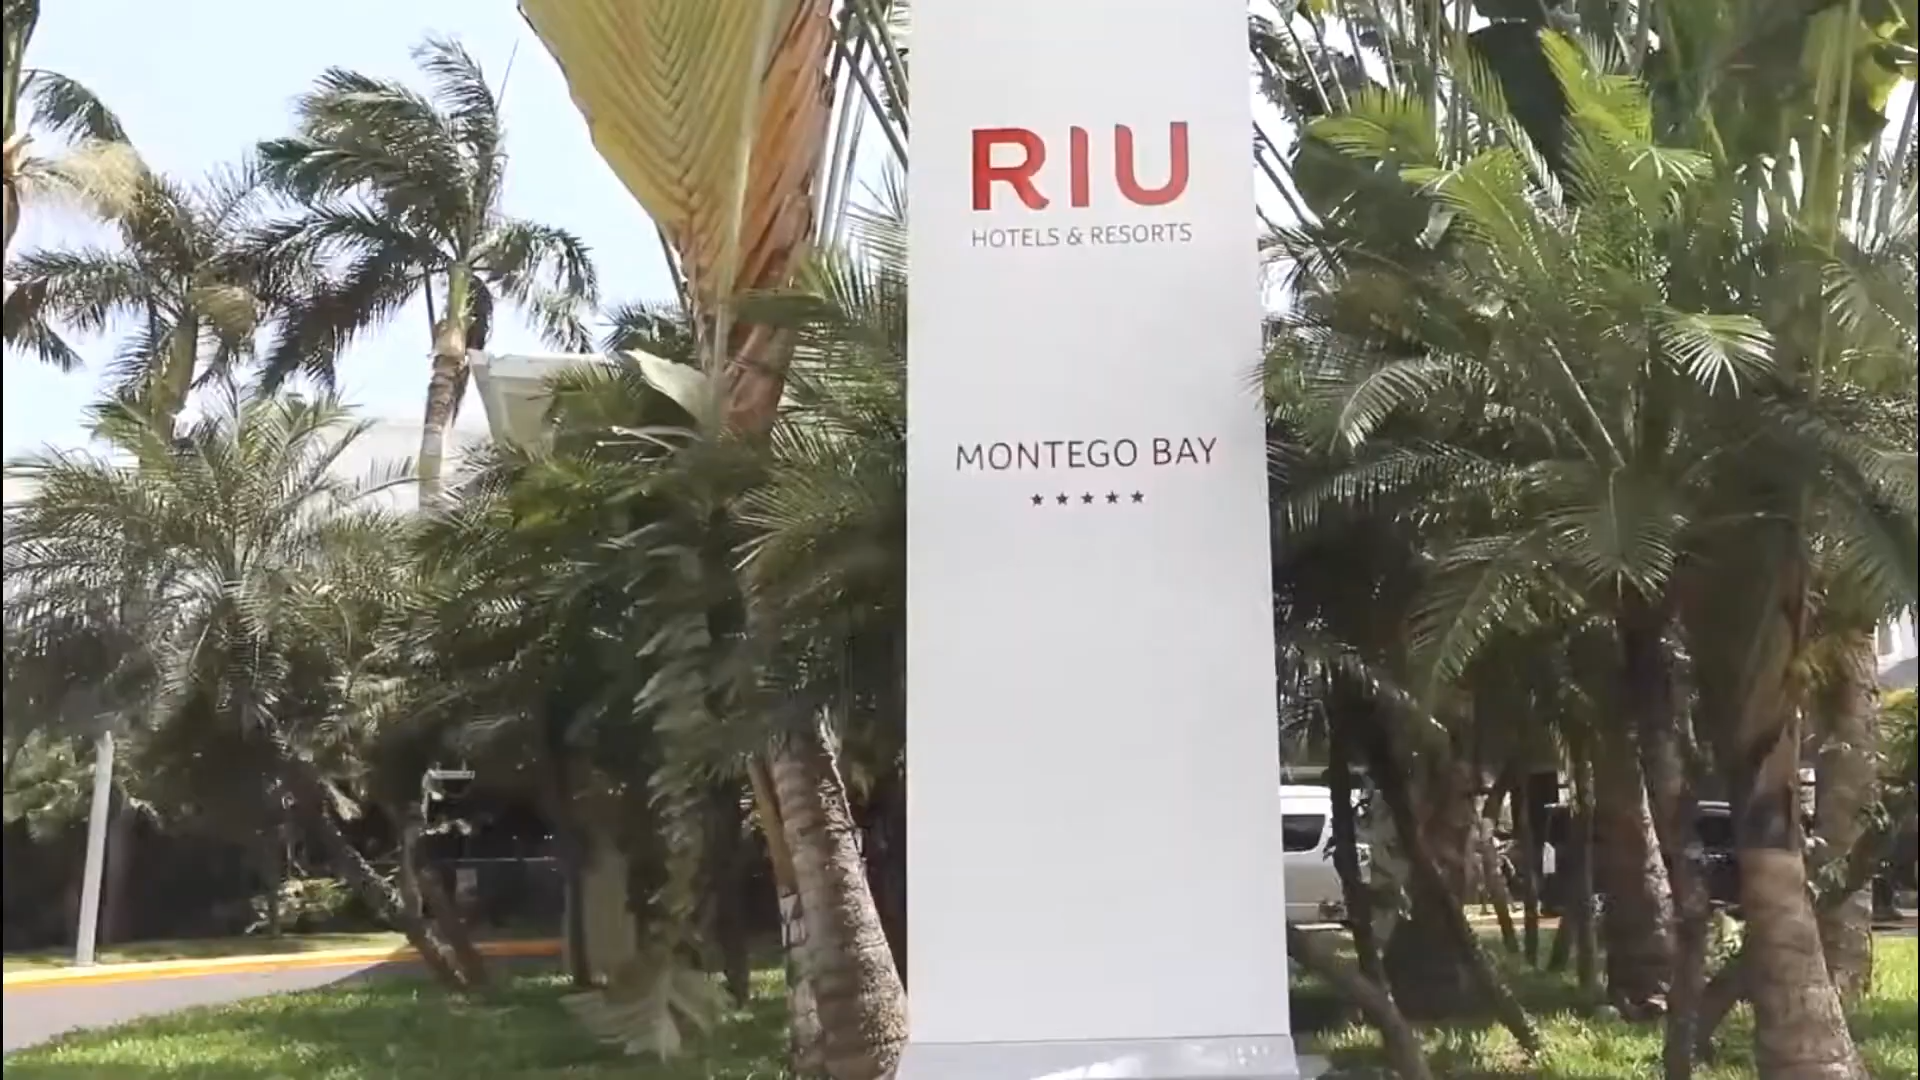 RIU
HOTELS & RESORTS
MONTEGO BAY
★★★★★